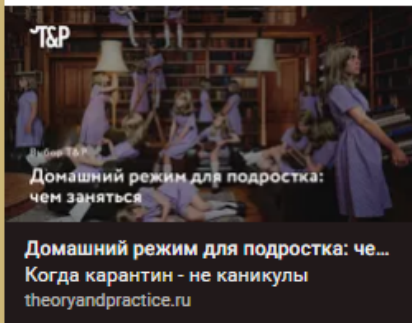 T&P
Выбор T&P
Домашний режим для подростка:
чем заняться
Домашний режим для подростка: че...
Когда карантин - не каникулы
theoryandpractice.ru